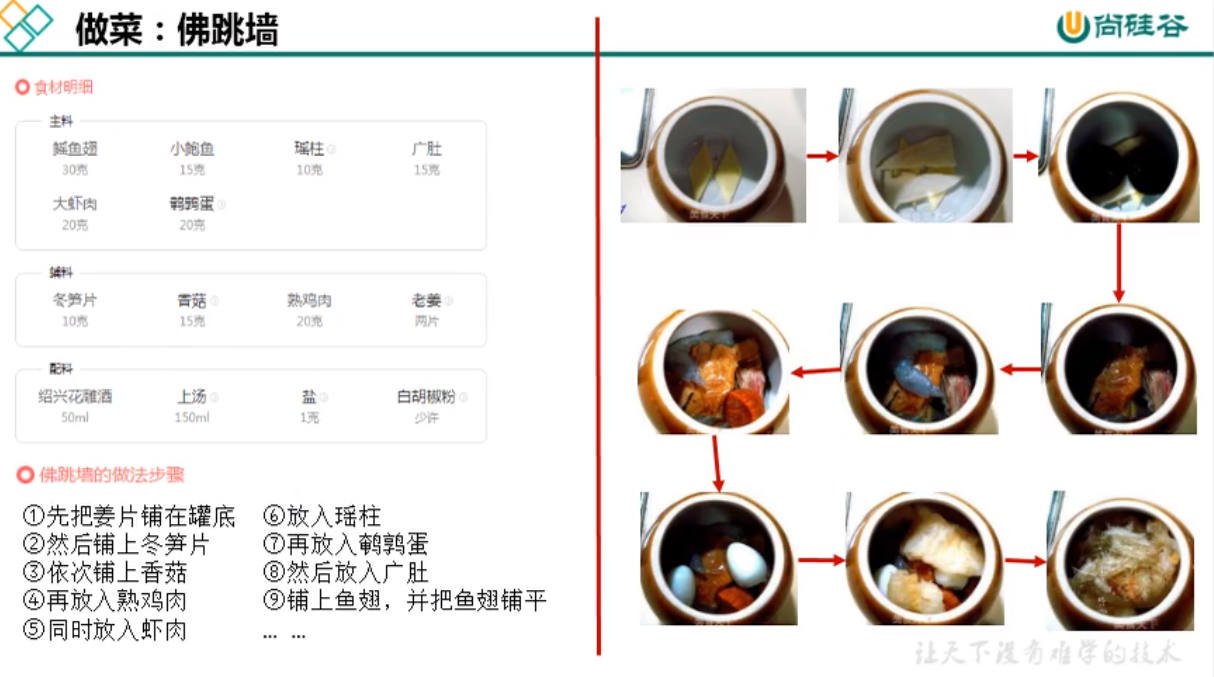 做菜：佛跳墙
尚硅谷
食材明细
主料
鲨鱼翅 小鲍鱼 瑶柱 广肚
30克 15克 10克 15克
大虾肉 鹌鹑蛋
20克 20克
辅料
冬笋片 香菇 熟鸡肉 老姜
10克 15克 20克 两片
配料
绍兴花雕酒 上汤 盐 白胡椒粉
50ml 150ml 1克 少许
佛跳墙的做法步骤
①先把姜片铺在罐底
②然后铺上冬笋片
③依次铺上香菇
④再放入熟鸡肉
⑤同时放入虾肉
⑥放入瑶柱
⑦再放入鹌鹑蛋
⑧然后放入广肚
⑨铺上鱼翅，并把鱼翅铺平
… …
让天下没有难学的技术